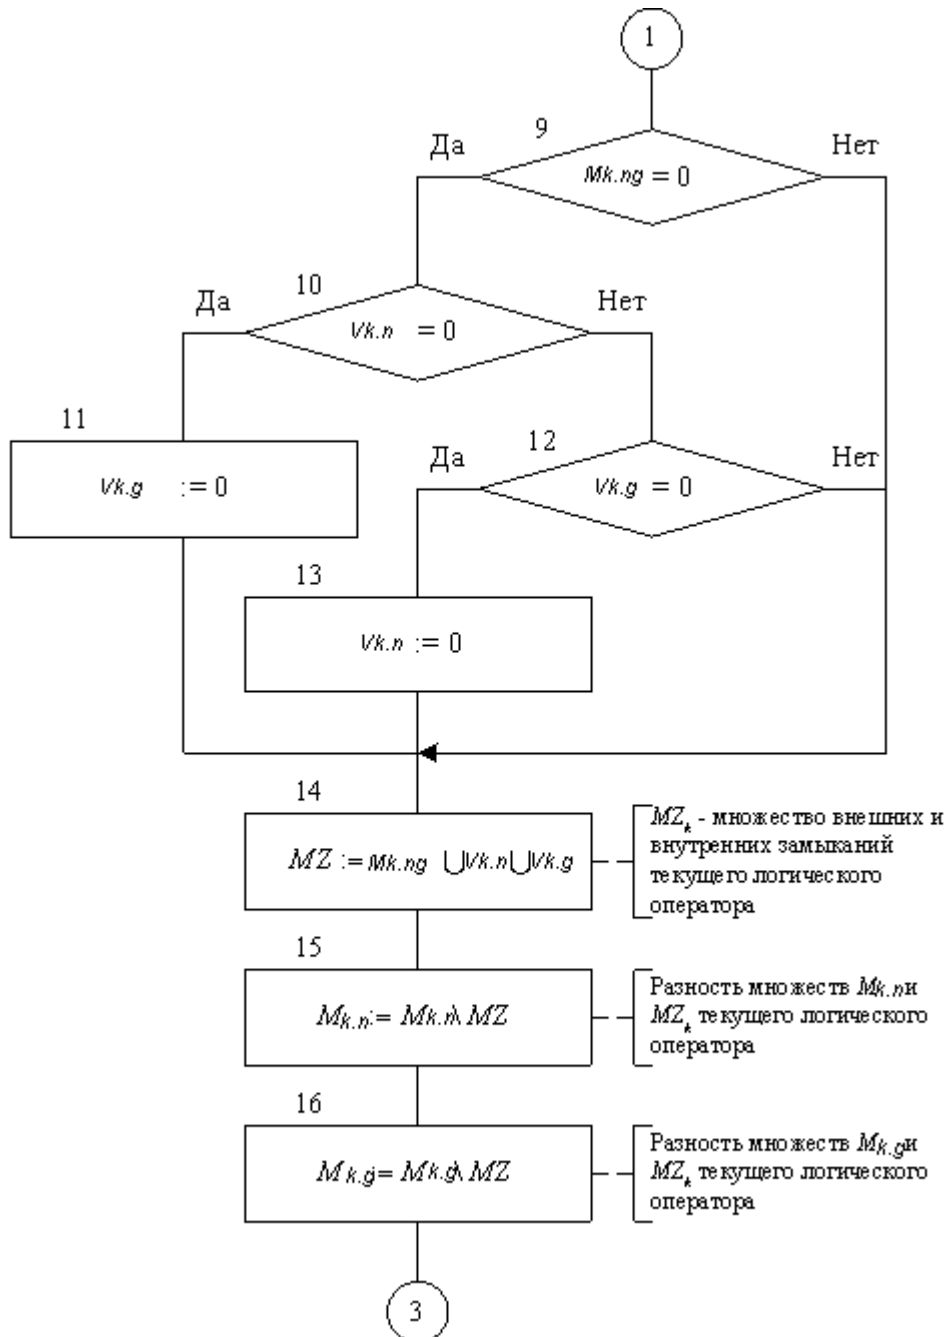 1
9
Да
Нет
Mk.ng = 0
10
Да
Нет
Vk.n = 0
11
12
Да
Нет
Vk.g := 0
Vk.g = 0
13
Vk.n := 0
14
MZ := Mk.ng ⋃Vk.n⋃Vk.g
MZk - множество внешних и
внутренних замыканий
текущего логического
оператора
15
Mk.n:= Mk.n\ MZ
Разность множеств Mk.nи
MZk текущего логического
оператора
16
Mk.g:= Mk.g\ MZ
Разность множеств Mk.gи
MZk текущего логического
оператора
3